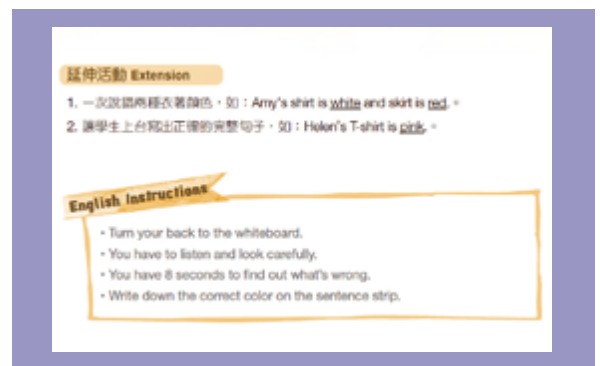 延伸活動 Extension
1. 一次說錯兩種衣著顏色，如：Amy's shirt is white and skirt is red.。
2. 讓學生上台寫出正確的完整句子，如：Helen's T-shirt is pink.。
English Instructions
• Turn your back to the whiteboard.
• You have to listen and look carefully.
• You have 8 seconds to find out what's wrong.
• Write down the correct color on the sentence strip.